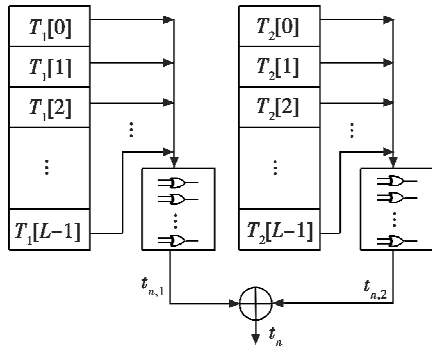 T₁[0] T₂[0]
T₁[1] T₂[1]
T₁[2] T₂[2]
⋮ ⋮ ⋮ ⋮
T₁[L−1] ⋮ T₂[L−1] ⋮
tₙ,₁ tₙ,₂
tₙ